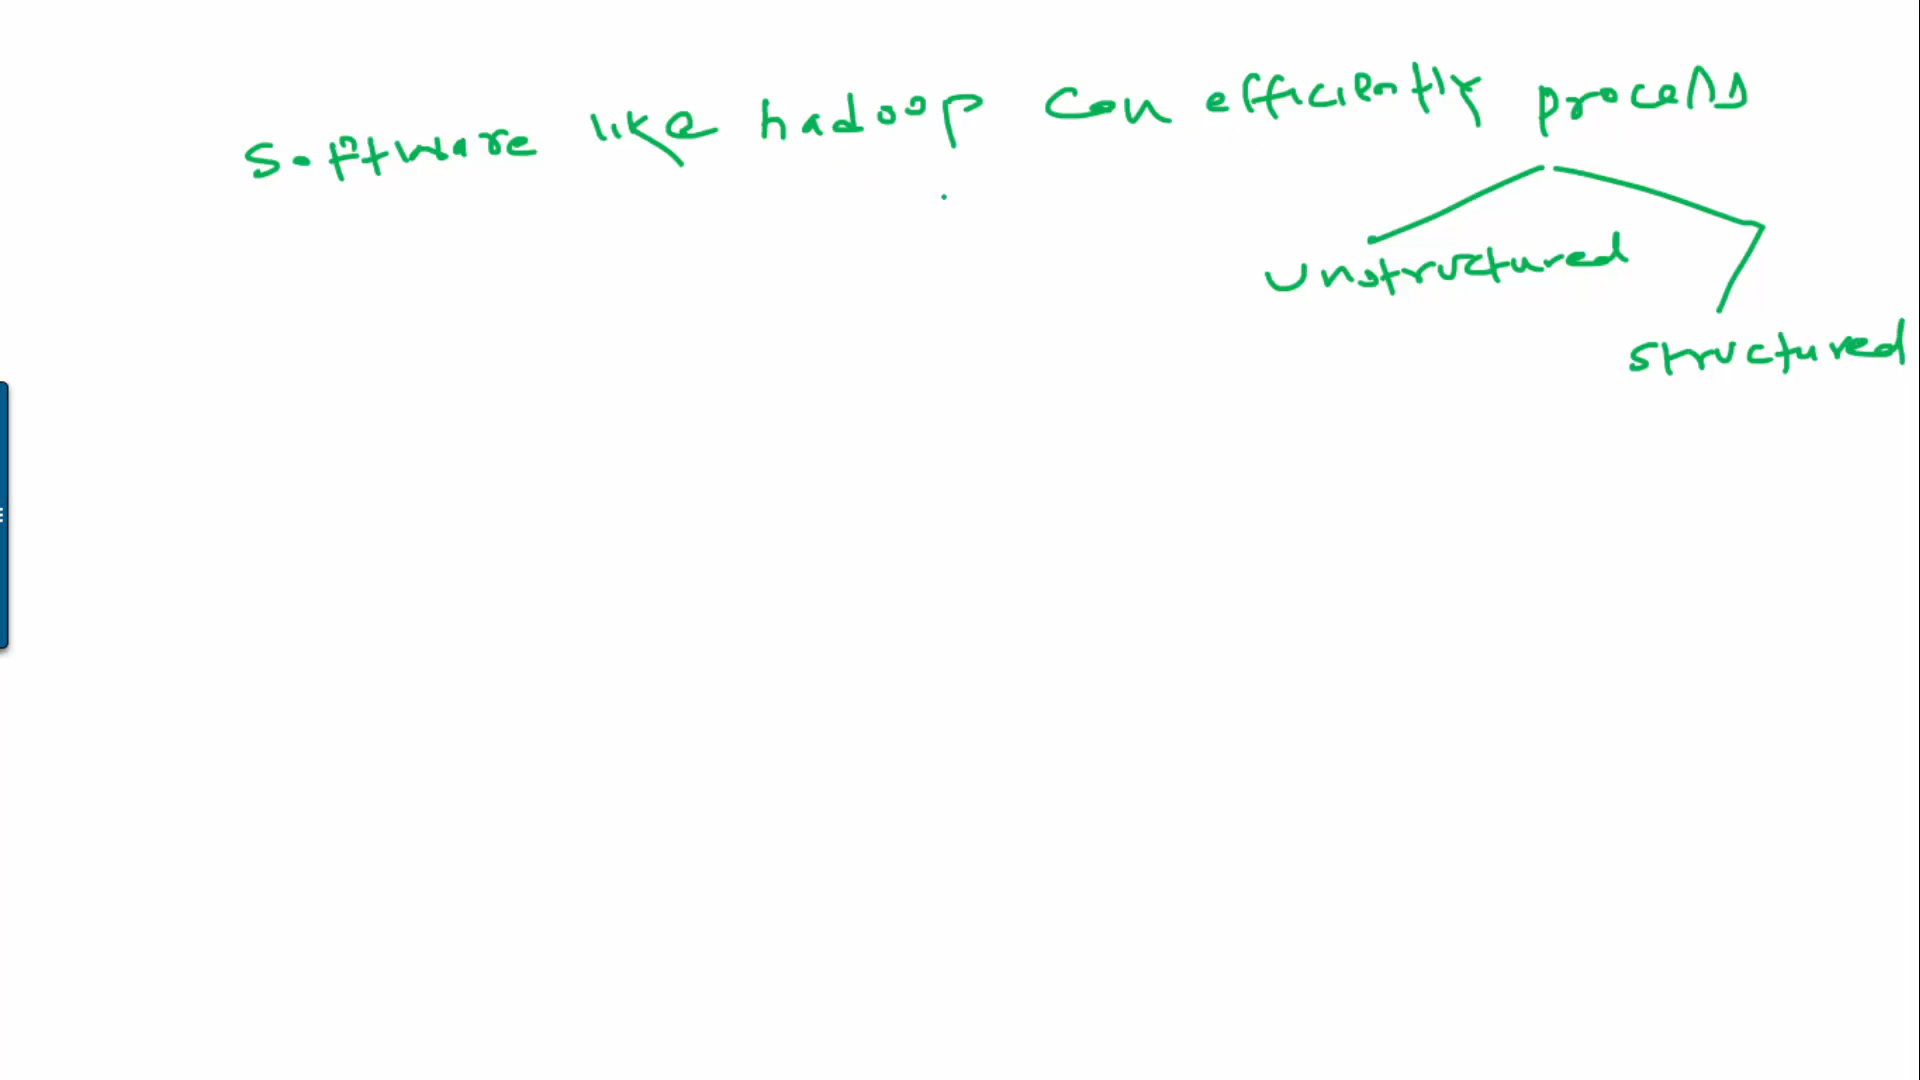 Software like hadoop can efficiently process
Unstructured
structured